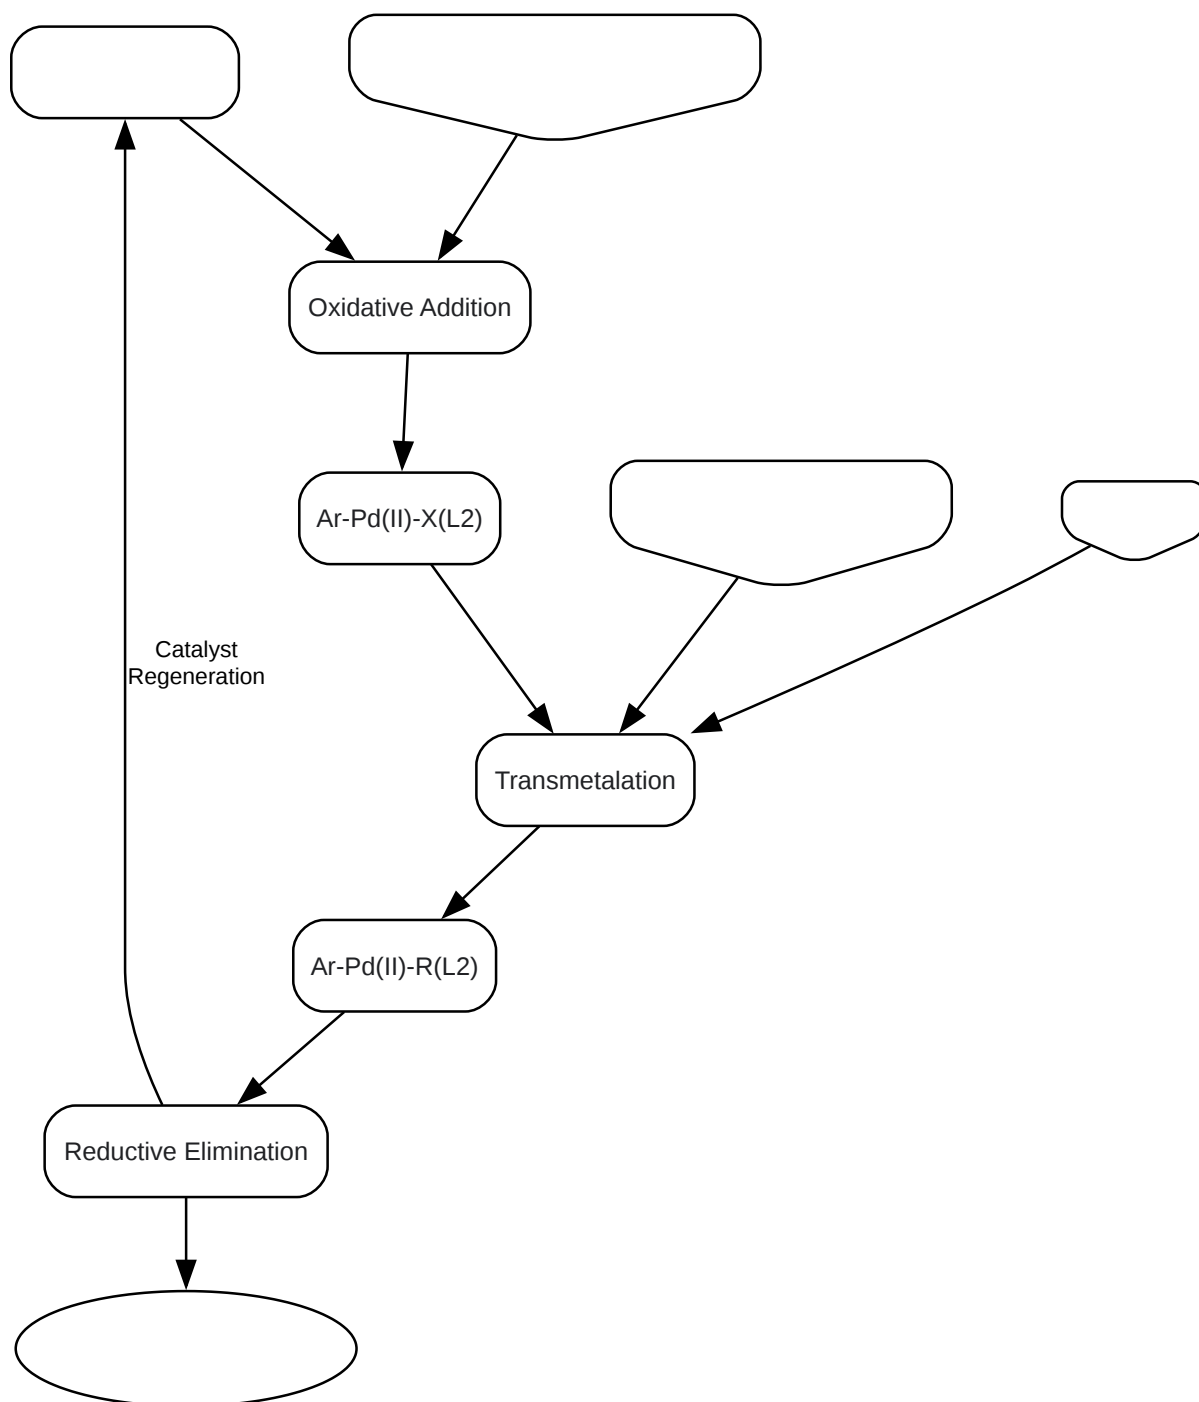 Oxidative Addition
Ar-Pd(II)-X(L2)
Catalyst
Regeneration
Transmetalation
Ar-Pd(II)-R(L2)
Reductive Elimination